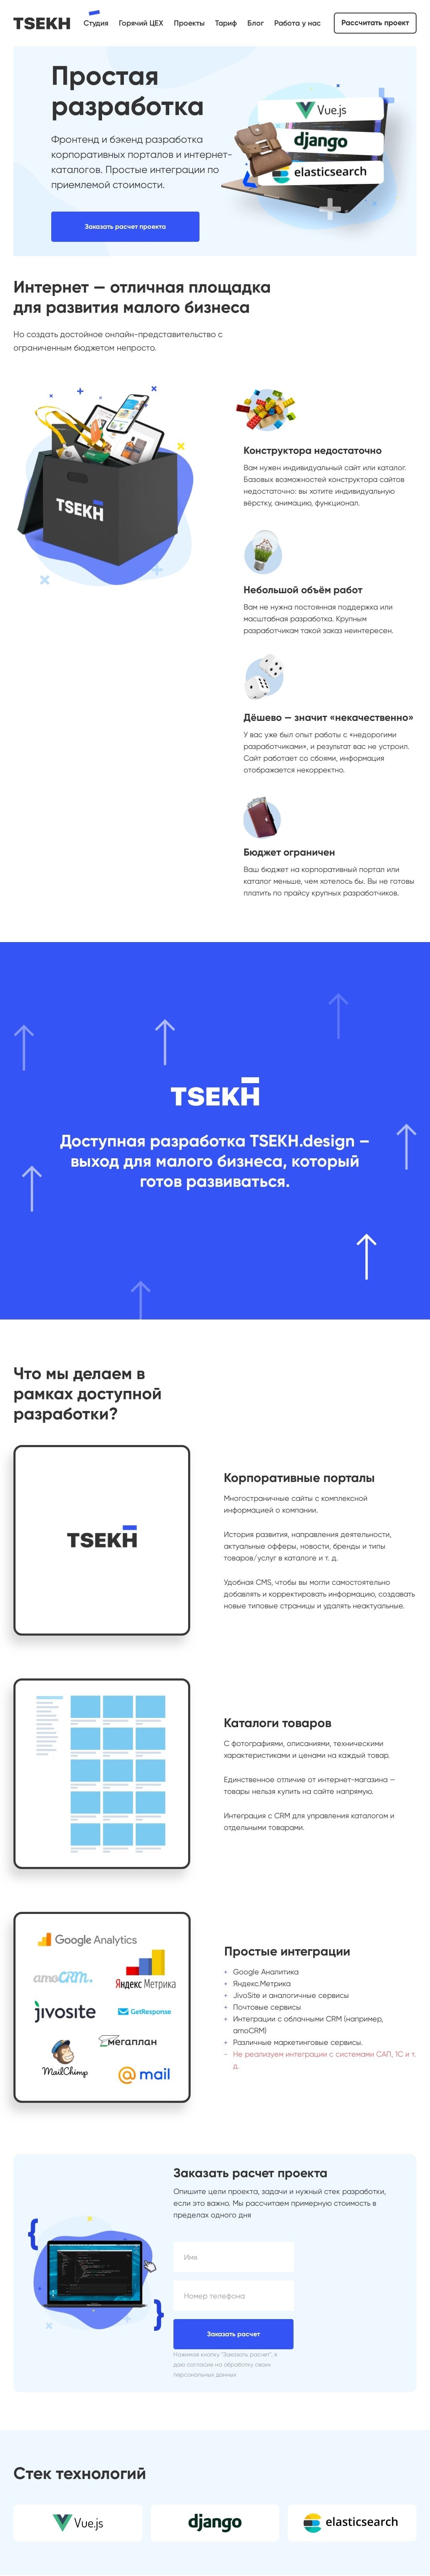 TSEKH
Студия Горячий ЦЕХ Проекты Тариф Блог Работа у нас Рассчитать проект
Простая
разработка
Фронтенд и бэкенд разработка
корпоративных порталов и интернет-
каталогов. Простые интеграции по
приемлемой стоимости.
Заказать расчет проекта
Vue.js
django
elasticsearch
Интернет — отличная площадка
для развития малого бизнеса
Но создать достойное онлайн-представительство с
ограниченным бюджетом непросто.
TSEKH
Конструктора недостаточно
Вам нужен индивидуальный сайт или каталог.
Базовых возможностей конструктора сайтов
недостаточно: вы хотите индивидуальную
вёрстку, анимацию, функционал.
Небольшой объём работ
Вам не нужна постоянная поддержка или
масштабная разработка. Крупным
разработчикам такой заказ неинтересен.
Дёшево — значит «некачественно»
У вас уже был опыт работы с «недорогими
разработчиками», и результат вас не устроил.
Сайт работает со сбоями, информация
отображается некорректно.
Бюджет ограничен
Ваш бюджет на корпоративный портал или
каталог меньше, чем хотелось бы. Вы не готовы
платить по прайсу крупных разработчиков.
TSEKH
Доступная разработка TSEKH.design –
выход для малого бизнеса, который
готов развиваться.
Что мы делаем в
рамках доступной
разработки?
TSEKH
Корпоративные порталы
Многостраничные сайты с комплексной
информацией о компании.
История развития, направления деятельности,
актуальные офферы, новости, бренды и типы
товаров/услуг в каталоге и т. д.
Удобная CMS, чтобы вы могли самостоятельно
добавлять и корректировать информацию, создавать
новые типовые страницы и удалять неактуальные.
Каталоги товаров
С фотографиями, описаниями, техническими
характеристиками и ценами на каждый товар.
Единственное отличие от интернет-магазина —
товары нельзя купить на сайте напрямую.
Интеграция с CRM для управления каталогом и
отдельными товарами.
Google Analytics
amoCRM.
Яндекс Метрика
jivosite
GetResponse
мегаплан
MailChimp
@mail
Простые интеграции
+ Google Аналитика
+ Яндекс.Метрика
+ JivoSite и аналогичные сервисы
+ Почтовые сервисы
+ Интеграции с облачными CRM (например,
amoCRM)
+ Различные маркетинговые сервисы.
– Не реализуем интеграции с системами САП, 1С и т.
д.
Заказать расчет проекта
Опишите цели проекта, задачи и нужный стек разработки,
если это важно. Мы рассчитаем примерную стоимость в
пределах одного дня
Имя
Номер телефона
Заказать расчет
Нажимая кнопку "Заказать расчет", я
даю согласие на обработку своих
персональных данных
Стек технологий
Vue.js
django
elasticsearch